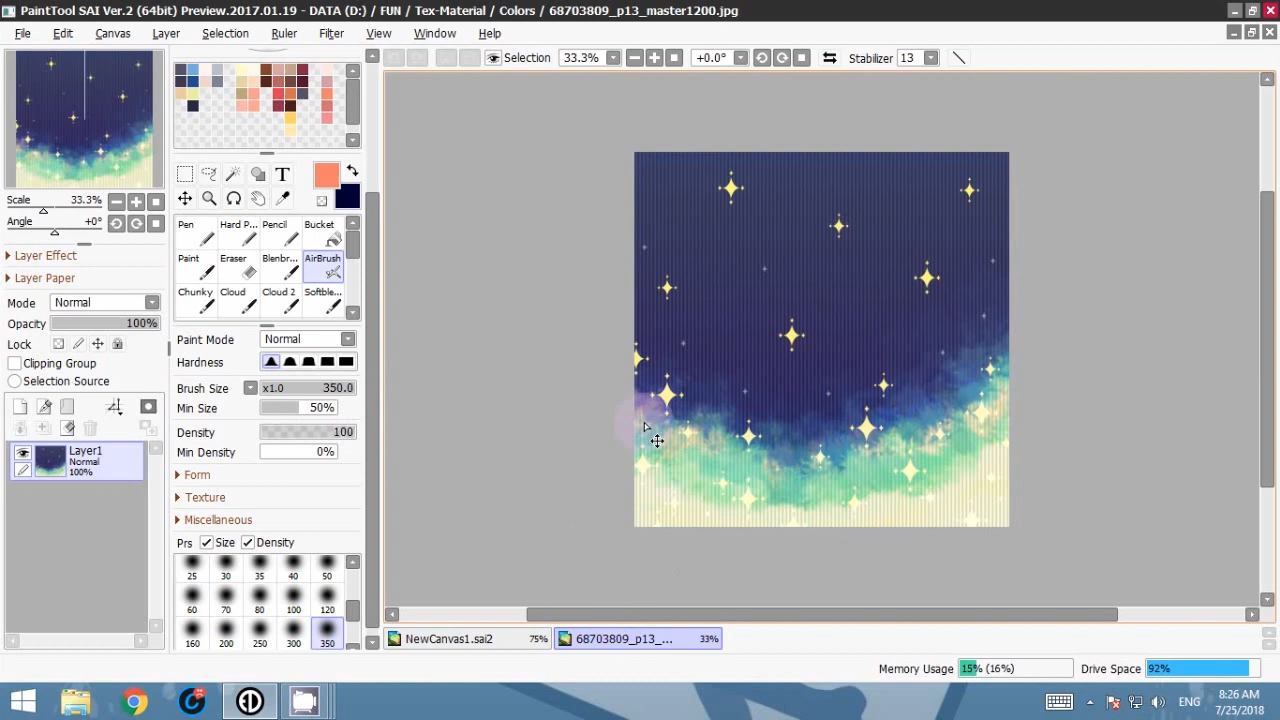 PaintTool SAI Ver.2 (64bit) Preview.2017.01.19 - DATA (D:) / FUN / Tex-Material / Colors / 68703809_p13_master1200.jpg
File Edit Canvas Layer Selection Ruler Filter View Window Help
Selection 33.3% +0.0° Stabilizer 13
Scale 33.3%
Angle +0°
Layer Effect
Layer Paper
Mode Normal
Opacity 100%
Lock
Clipping Group
Selection Source
Layer1
Normal
100%
T
Pen Hard P... Pencil Bucket
Paint Eraser Blenbr... AirBrush
Chunky Cloud Cloud 2 Softble...
Paint Mode Normal
Hardness
Brush Size x1.0 350.0
Min Size 50%
Density 100
Min Density 0%
Form
Texture
Miscellaneous
Prs Size Density
25 30 35 40 50
60 70 80 100 120
160 200 250 300 350
NewCanvas1.sai2 75% 68703809_p13_... 33%
Memory Usage 15% (16%) Drive Space 92%
ENG 8:26 AM
7/25/2018